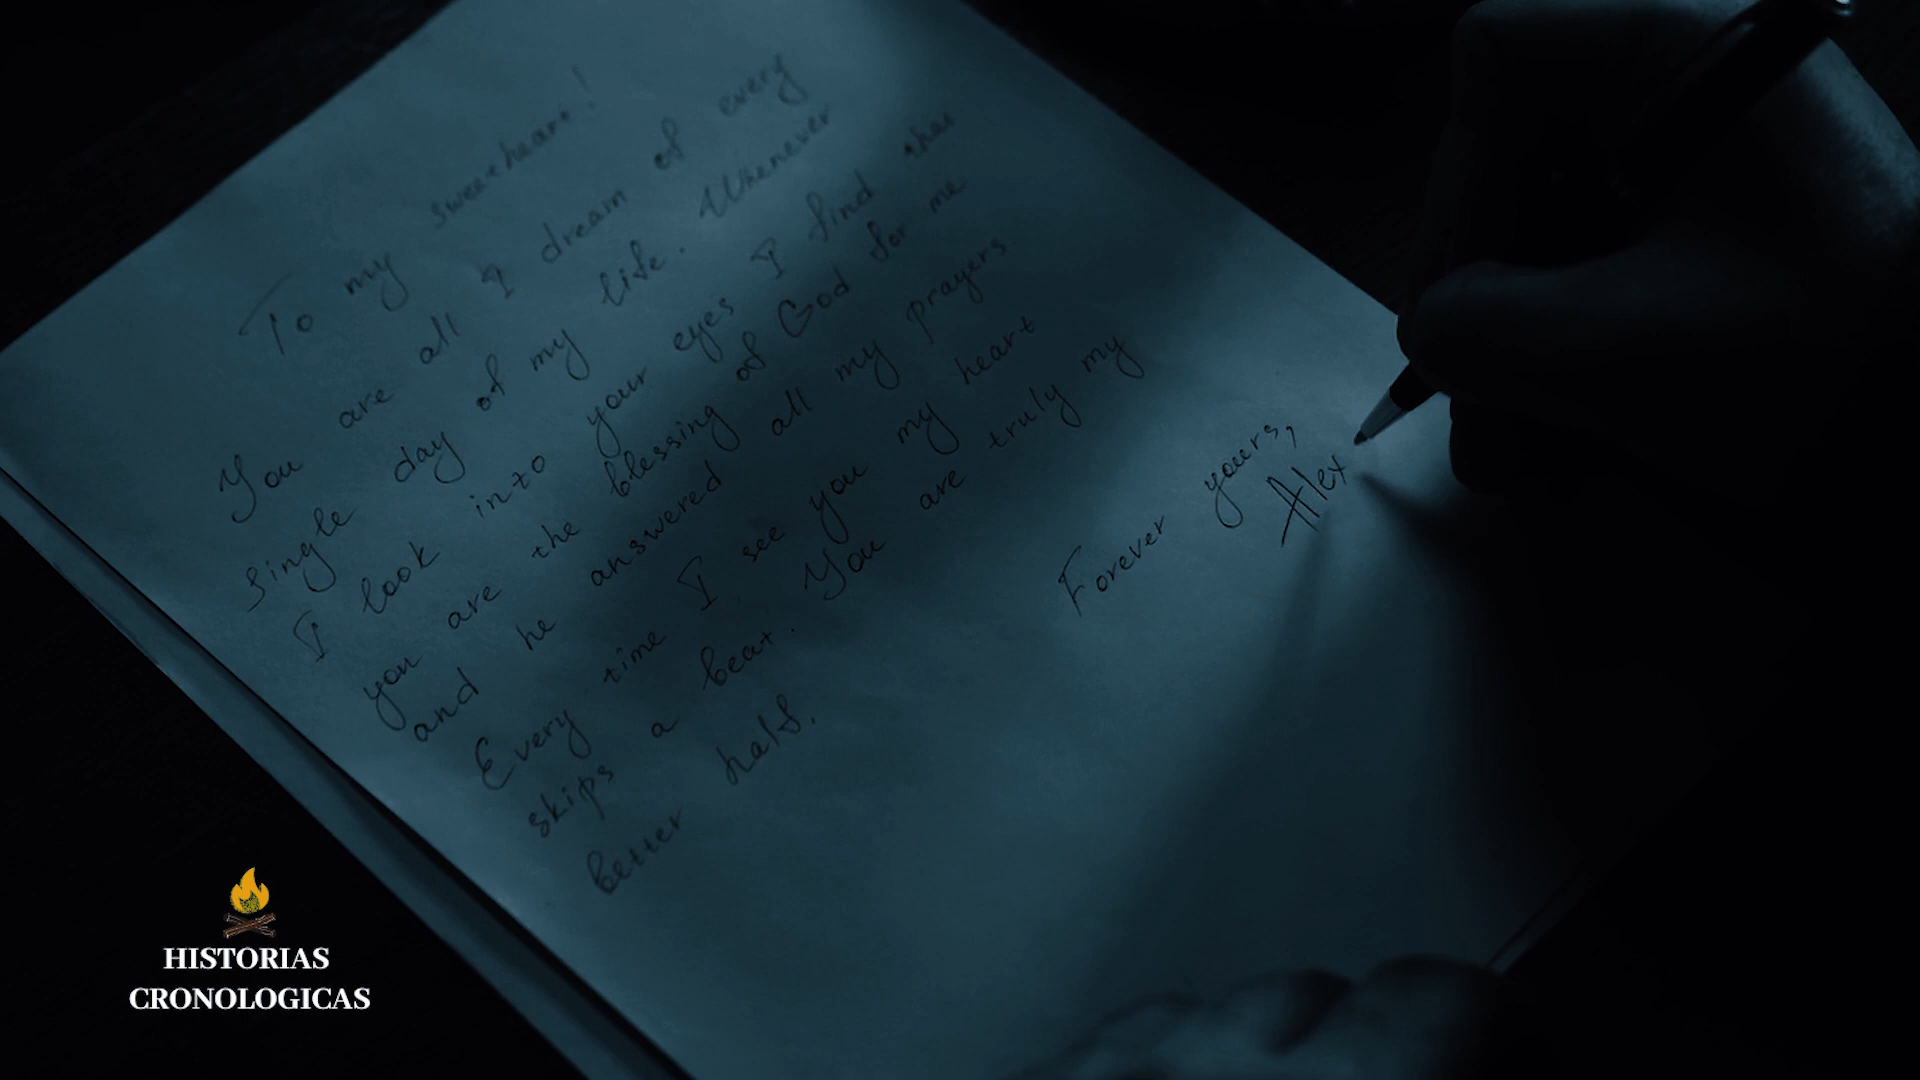 To my sweetheart!
You are all I dream of every
single day of my life. Whenever
I look into your eyes I find that
you are the blessing of God for me
and he answered all my prayers
Every time I see you my heart
skips a beat. You are truly my
better half.
Forever yours,
Alex
HISTORIAS
CRONOLOGICAS